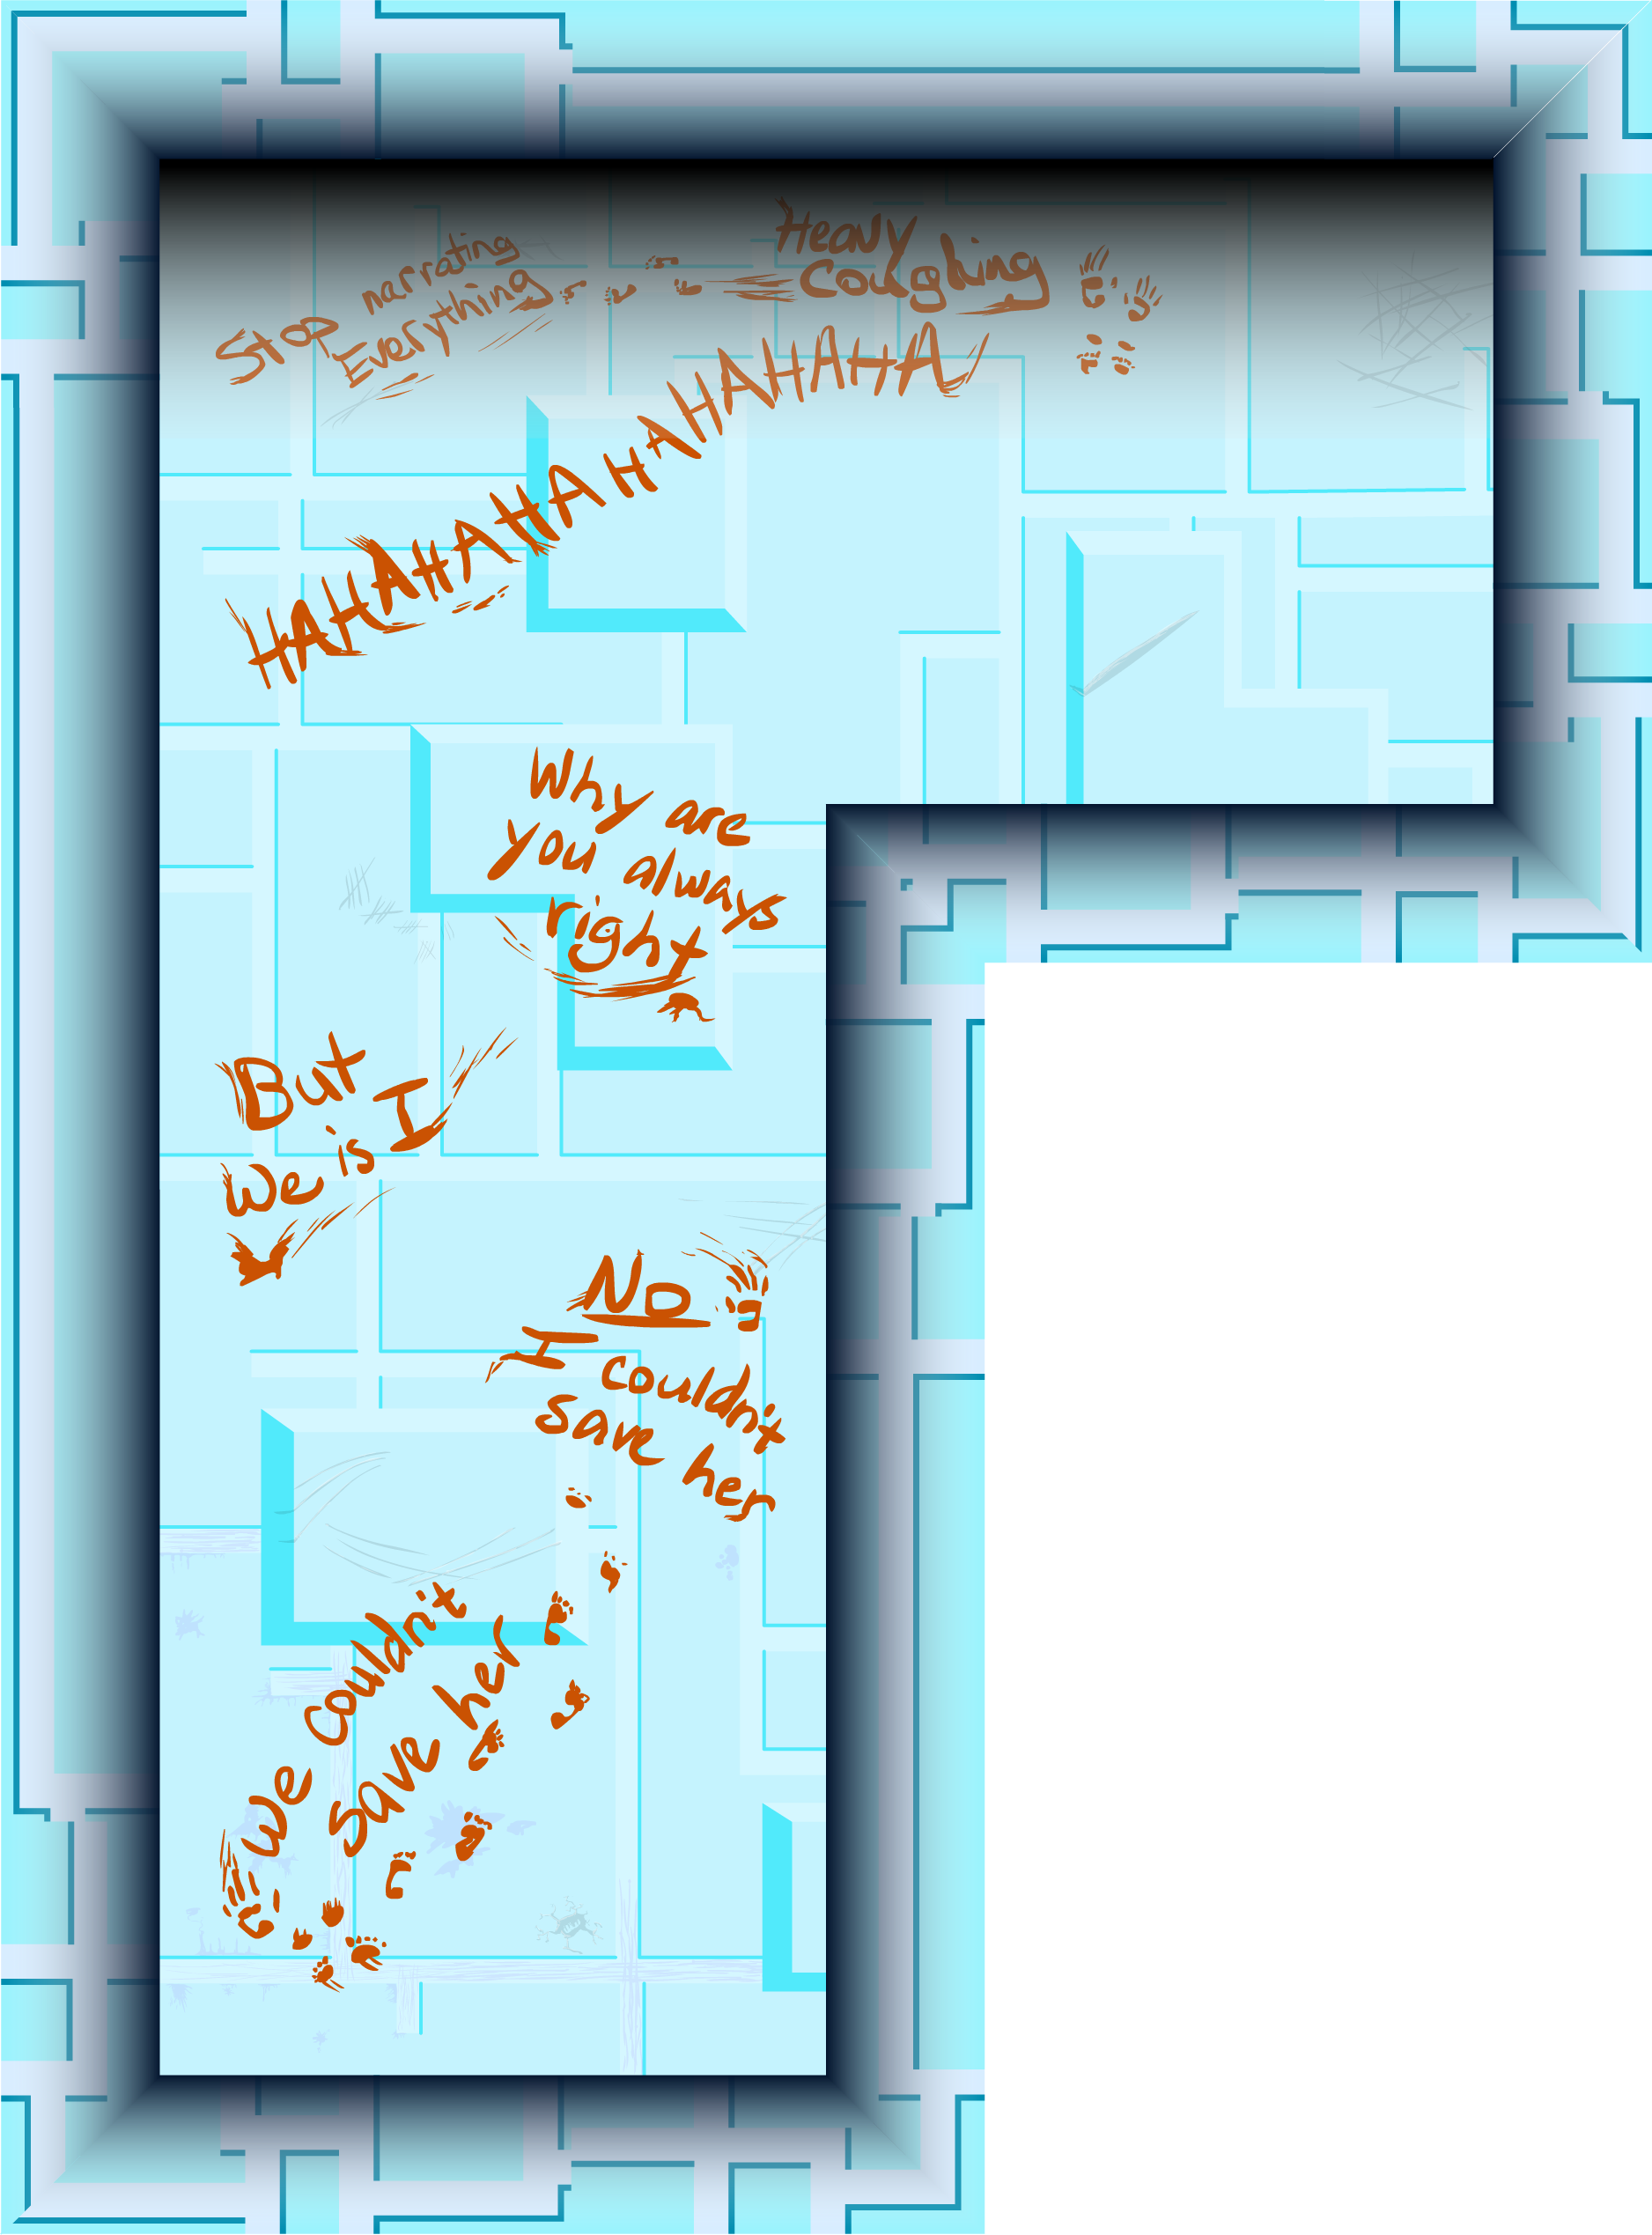 Heavy
Coughing
Stop narrating
Everything
HAHAHAHAHAHAHAHAHA
Why are
you always
right
But
We is I
No
I couldn't
save her
We couldn't
save her